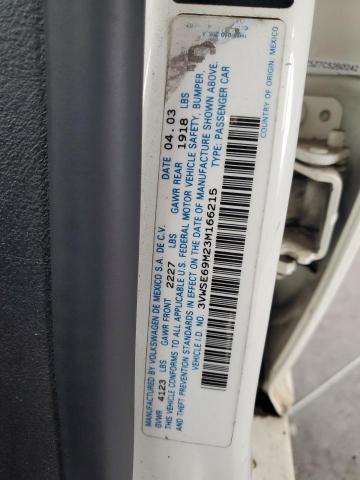 MANUFACTURED BY VOLKSWAGEN DE MEXICO S.A. DE C.V. DATE 04.03
GVWR 4123 LBS GAWR FRONT 2227 LBS GAWR REAR 1918 LBS
THIS VEHICLE CONFORMS TO ALL APPLICABLE U.S. FEDERAL MOTOR VEHICLE SAFETY, BUMPER,
AND THEFT PREVENTION STANDARDS IN EFFECT ON THE DATE OF MANUFACTURE SHOWN ABOVE.
VEHICLE I.D. NO. 3VWSE69M23M166215 TYPE: PASSENGER CAR
COUNTRY OF ORIGIN: MEXICO